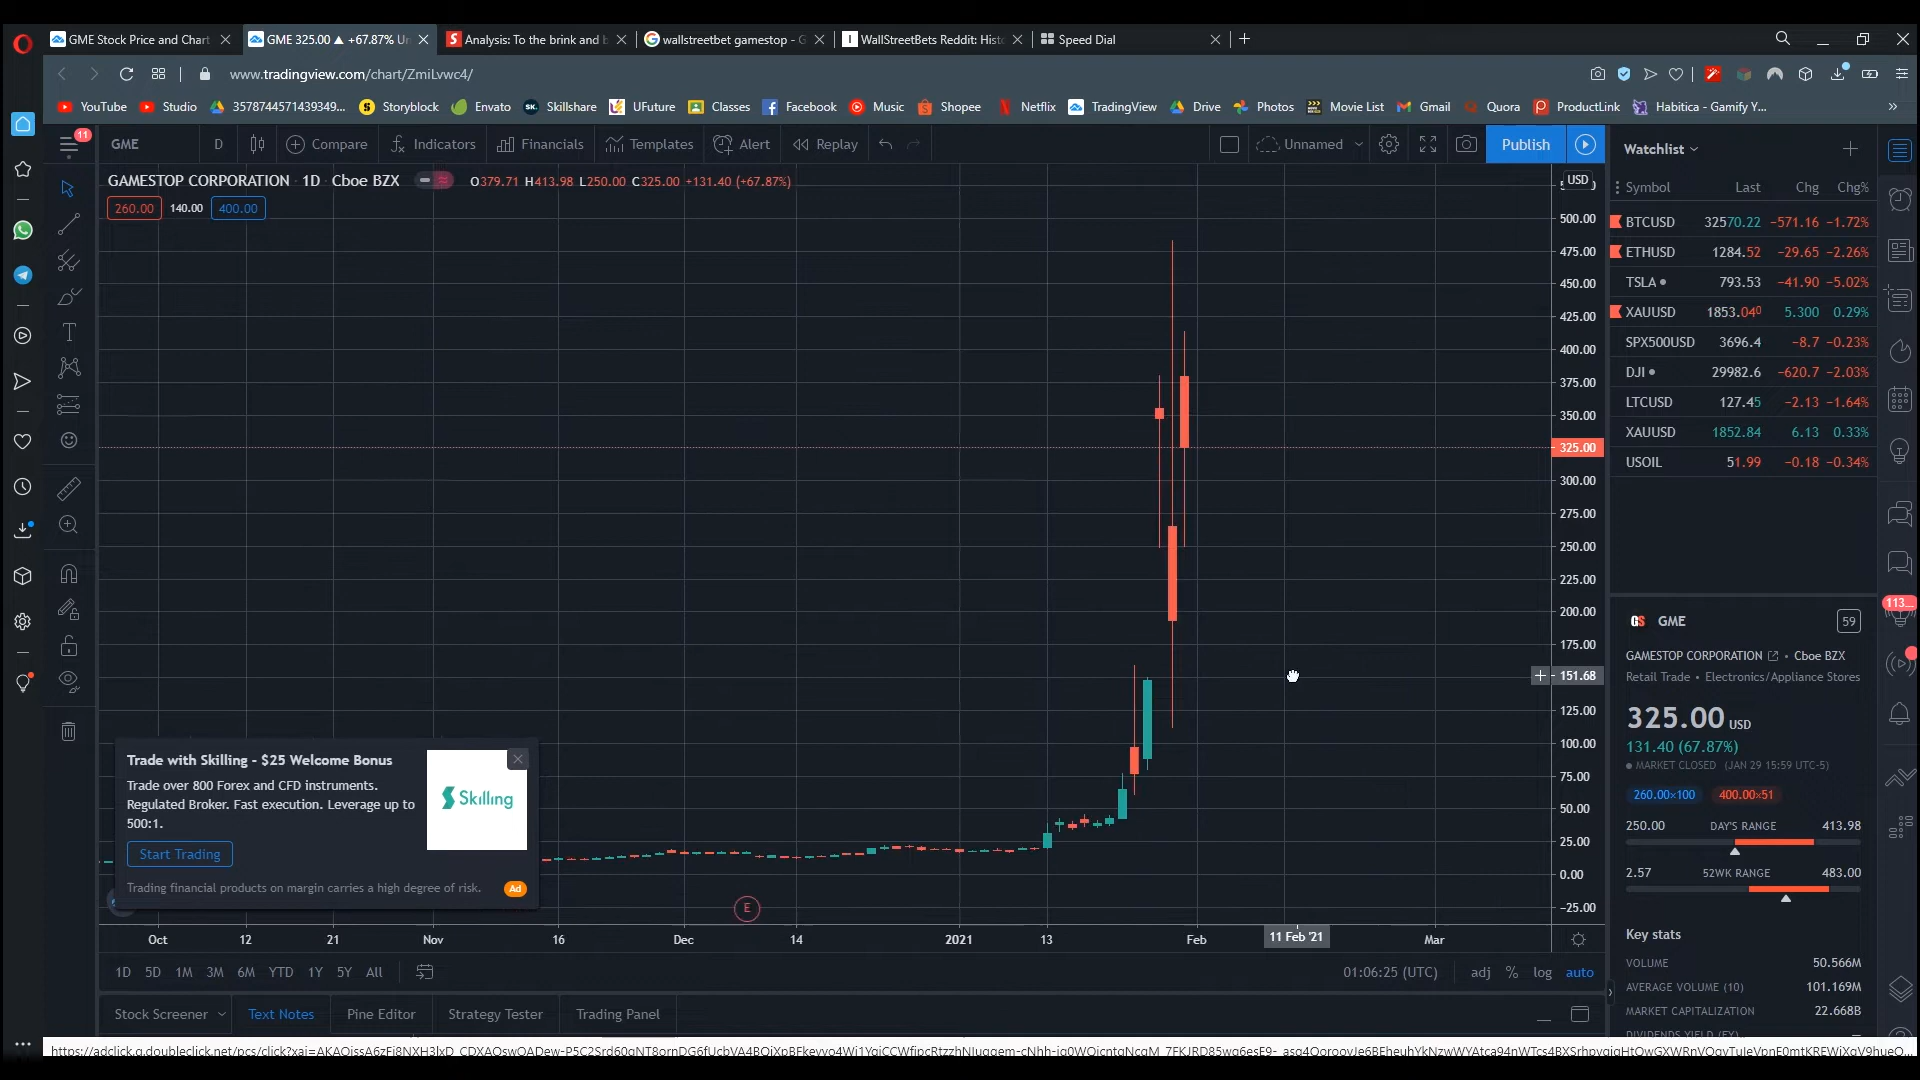 GME Stock Price and Chart
GME 325.00 ▲ +67.87% Un
Analysis: To the brink and b
wallstreetbet gamestop - G
WallStreetBets Reddit: Hist
Speed Dial
www.tradingview.com/chart/ZmiLvwc4/
YouTube
Studio
3578744571439349...
Storyblock
Envato
Skillshare
UFuture
Classes
Facebook
Music
Shopee
Netflix
TradingView
Drive
Photos
Movie List
Gmail
Quora
ProductLink
Habitica - Gamify Y...
11
GME
D
Compare
Indicators
Financials
Templates
Alert
Replay
Unnamed
Publish
GAMESTOP CORPORATION 1D Cboe BZX
O379.71 H413.98 L250.00 C325.00 +131.40 (+67.87%)
260.00 140.00 400.00
USD
500.00
475.00
450.00
425.00
400.00
375.00
350.00
325.00
300.00
275.00
250.00
225.00
200.00
175.00
151.68
125.00
100.00
75.00
50.00
25.00
0.00
−25.00
Trade with Skilling - $25 Welcome Bonus
Trade over 800 Forex and CFD instruments.
Regulated Broker. Fast execution. Leverage up to
500:1.
Skilling
Start Trading
Trading financial products on margin carries a high degree of risk.
Ad
E
Oct 12 21 Nov 16 Dec 14 2021 13 Feb 11 Feb '21 Mar
1D 5D 1M 3M 6M YTD 1Y 5Y All
01:06:25 (UTC) adj % log auto
Stock Screener
Text Notes
Pine Editor
Strategy Tester
Trading Panel
Watchlist
Symbol Last Chg Chg%
BTCUSD 32570.22 −571.16 −1.72%
ETHUSD 1284.52 −29.65 −2.26%
TSLA 793.53 −41.90 −5.02%
XAUUSD 1853.040 5.300 0.29%
SPX500USD 3696.4 −8.7 −0.23%
DJI 29982.6 −620.7 −2.03%
LTCUSD 127.45 −2.13 −1.64%
XAUUSD 1852.84 6.13 0.33%
USOIL 51.99 −0.18 −0.34%
113...
GS GME 59
GAMESTOP CORPORATION • Cboe BZX
Retail Trade • Electronics/Appliance Stores
325.00 USD
131.40 (67.87%)
MARKET CLOSED (JAN 29 15:59 UTC-5)
260.00×100 400.00×51
250.00 DAY'S RANGE 413.98
2.57 52WK RANGE 483.00
Key stats
VOLUME 50.566M
AVERAGE VOLUME (10) 101.169M
MARKET CAPITALIZATION 22.668B
DIVIDENDS YIELD (FY) —